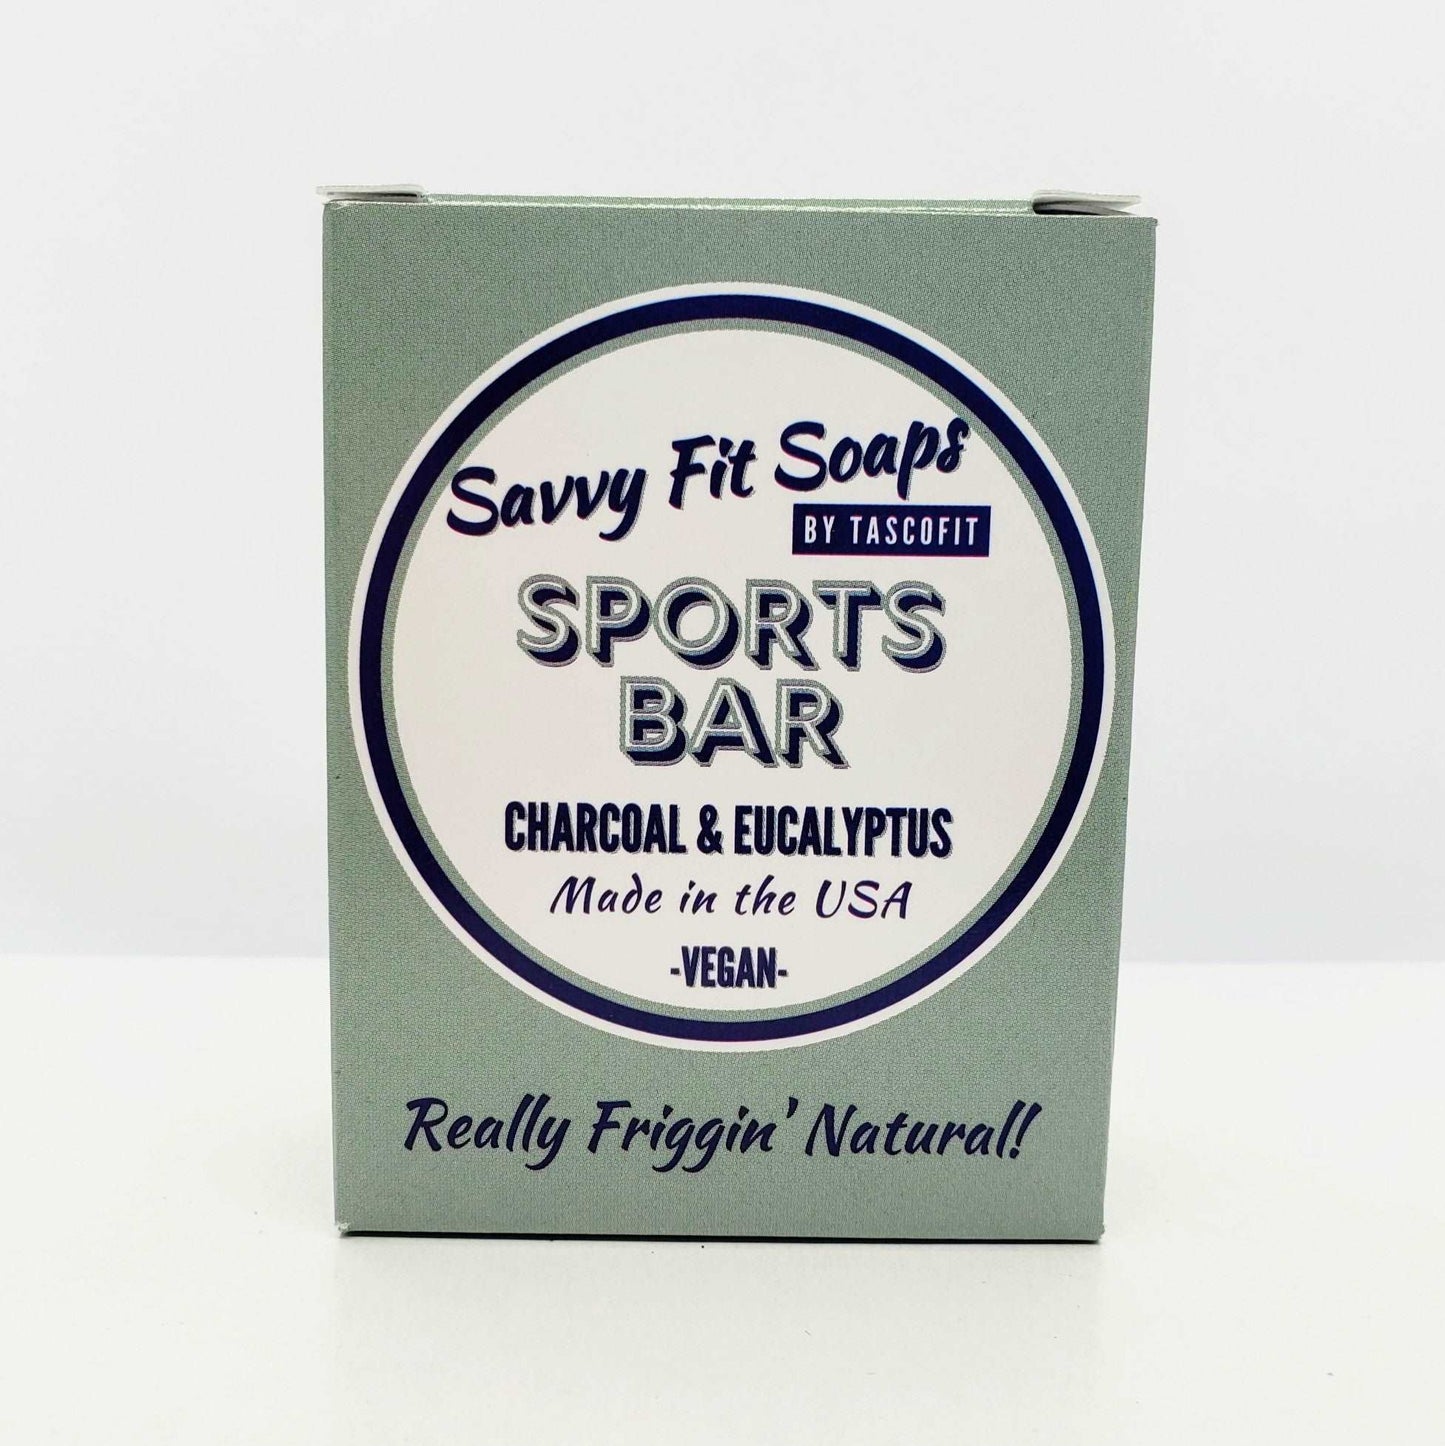 Savvy Fit Soaps
BY TASCOFIT
SPORTS
BAR
CHARCOAL & EUCALYPTUS
Made in the USA
-VEGAN-
Really Friggin' Natural!